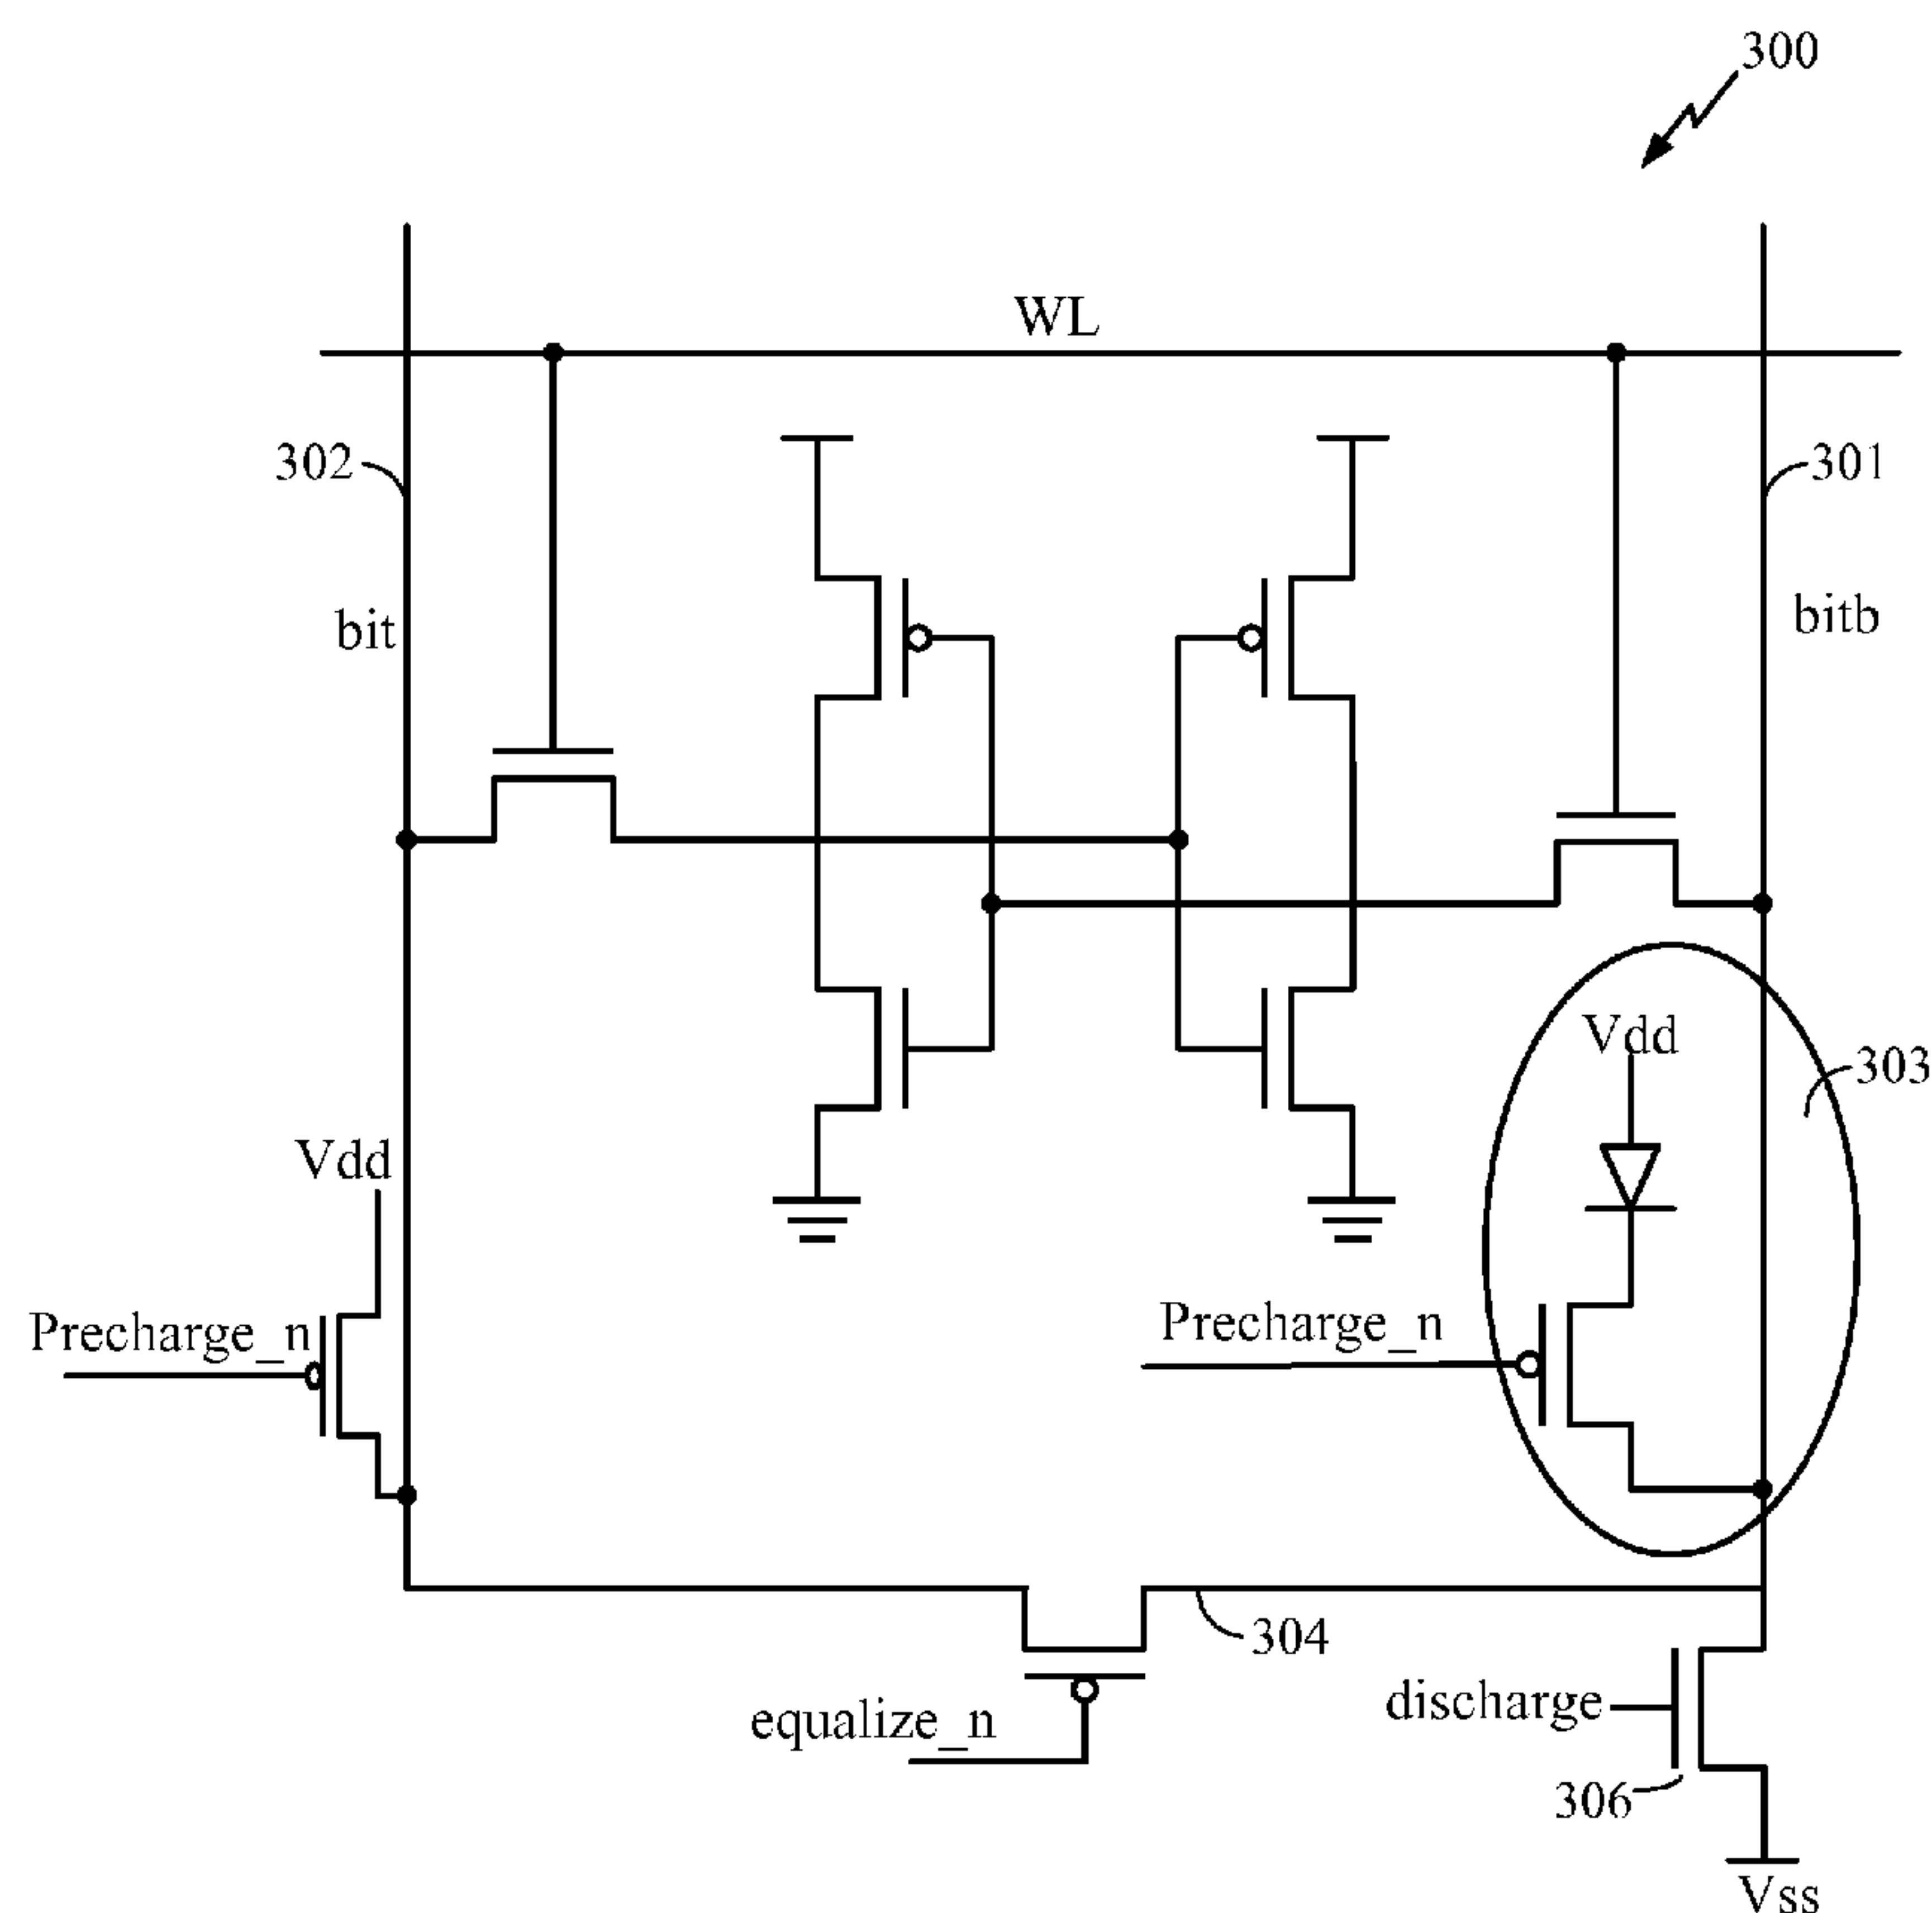 300
WL
302
301
bit
bitb
Vdd
303
Vdd
Precharge_n
Precharge_n
304
equalize_n
discharge
306
Vss